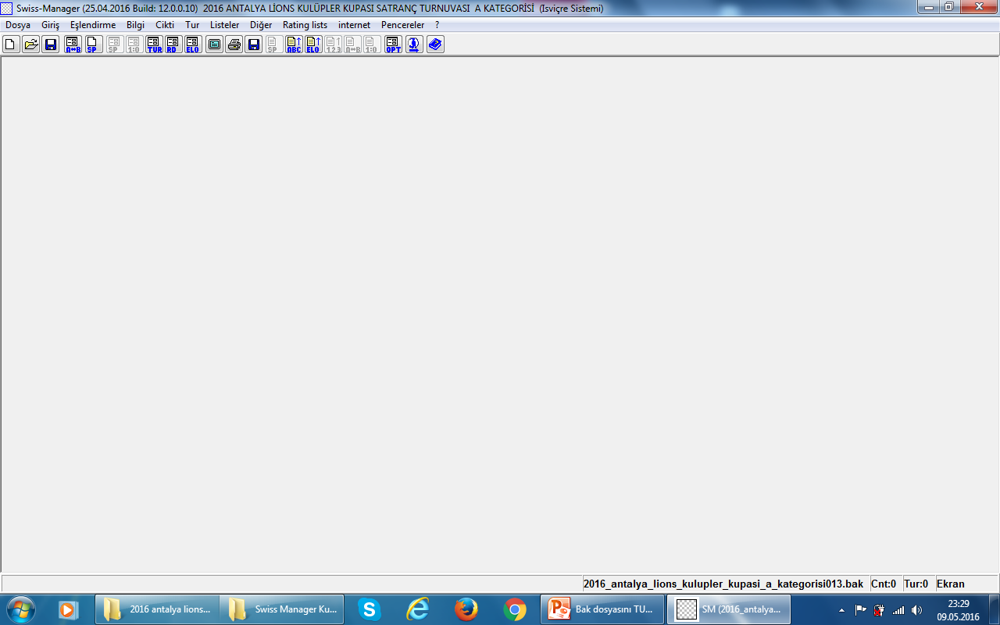 Swiss-Manager (25.04.2016 Build: 12.0.0.10)  2016 ANTALYA LİONS KULÜPLER KUPASI SATRANÇ TURNUVASI  A KATEGORİSİ  (Isviçre Sistemi)
Dosya Giriş Eşlendirme Bilgi Cikti Tur Listeler Diğer Rating lists internet Pencereler ?
A↔B SP SP 1:0 TUR RD ELO SP ABC ELO 1.2.3 A↔B 1:0 OPT
2016_antalya_lions_kulupler_kupasi_a_kategorisi013.bak Cnt:0 Tur:0 Ekran
2016 antalya lions... Swiss Manager Ku... Bak dosyasını TU... SM (2016_antalya...
23:29
09.05.2016